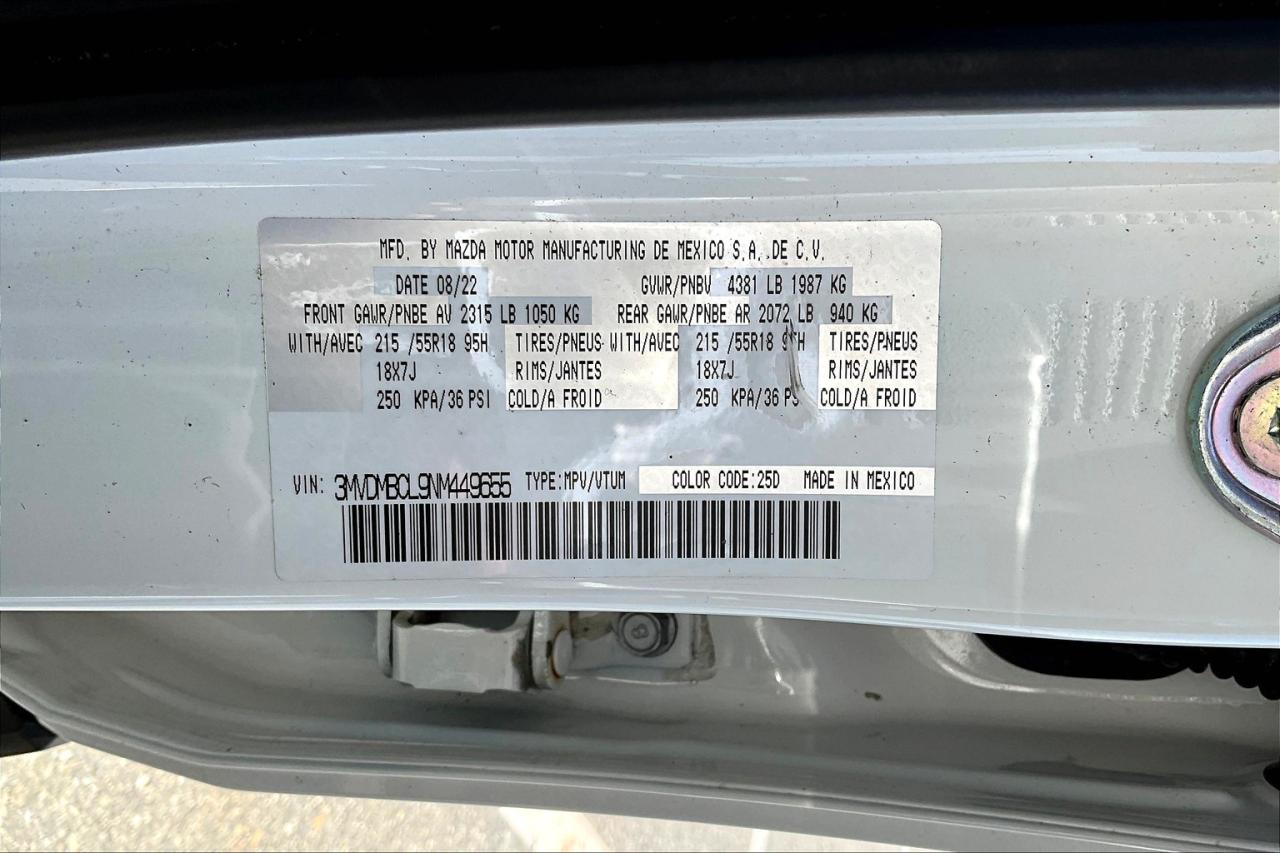 MFD. BY MAZDA MOTOR MANUFACTURING DE MEXICO S.A. DE C.V.
DATE 08/22 GVWR/PNBV 4381 LB 1987 KG
FRONT GAWR/PNBE AV 2315 LB 1050 KG REAR GAWR/PNBE AR 2072 LB 940 KG
WITH/AVEC 215 /55R18 95H TIRES/PNEUS WITH/AVEC 215 /55R18 TIRES/PNEUS
18X7J RIMS/JANTES 18X7J RIMS/JANTES
250 KPA/36 PSI COLD/A FROID 250 KPA/36 COLD/A FROID
VIN: 3MVDMBCL9NM449655 TYPE:MPV/VTUM COLOR CODE:25D MADE IN MEXICO